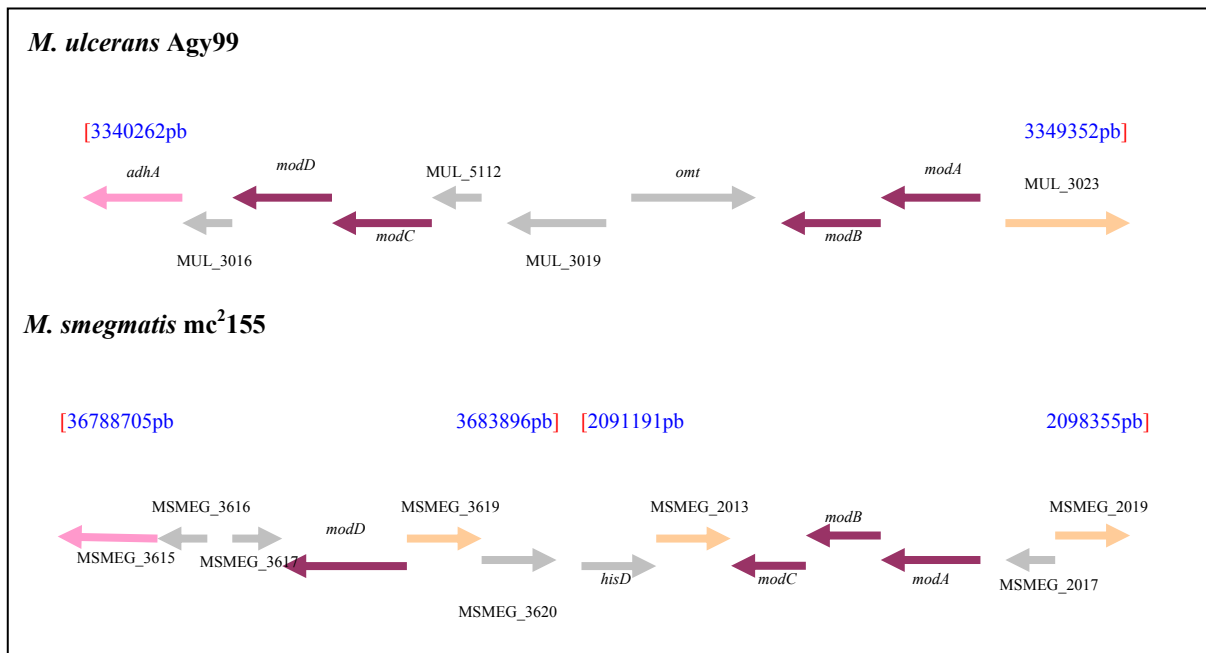 M. ulcerans Agy99
[3340262pb 3349352pb]
adhA modD MUL_5112 omt modA MUL_3023
MUL_3016 modC MUL_3019 modB
M. smegmatis mc²155
[36788705pb 3683896pb] [2091191pb 2098355pb]
MSMEG_3616 modD MSMEG_3619 MSMEG_2013 modB MSMEG_2019
MSMEG_3615 MSMEG_3617 hisD modC modA MSMEG_2017
MSMEG_3620